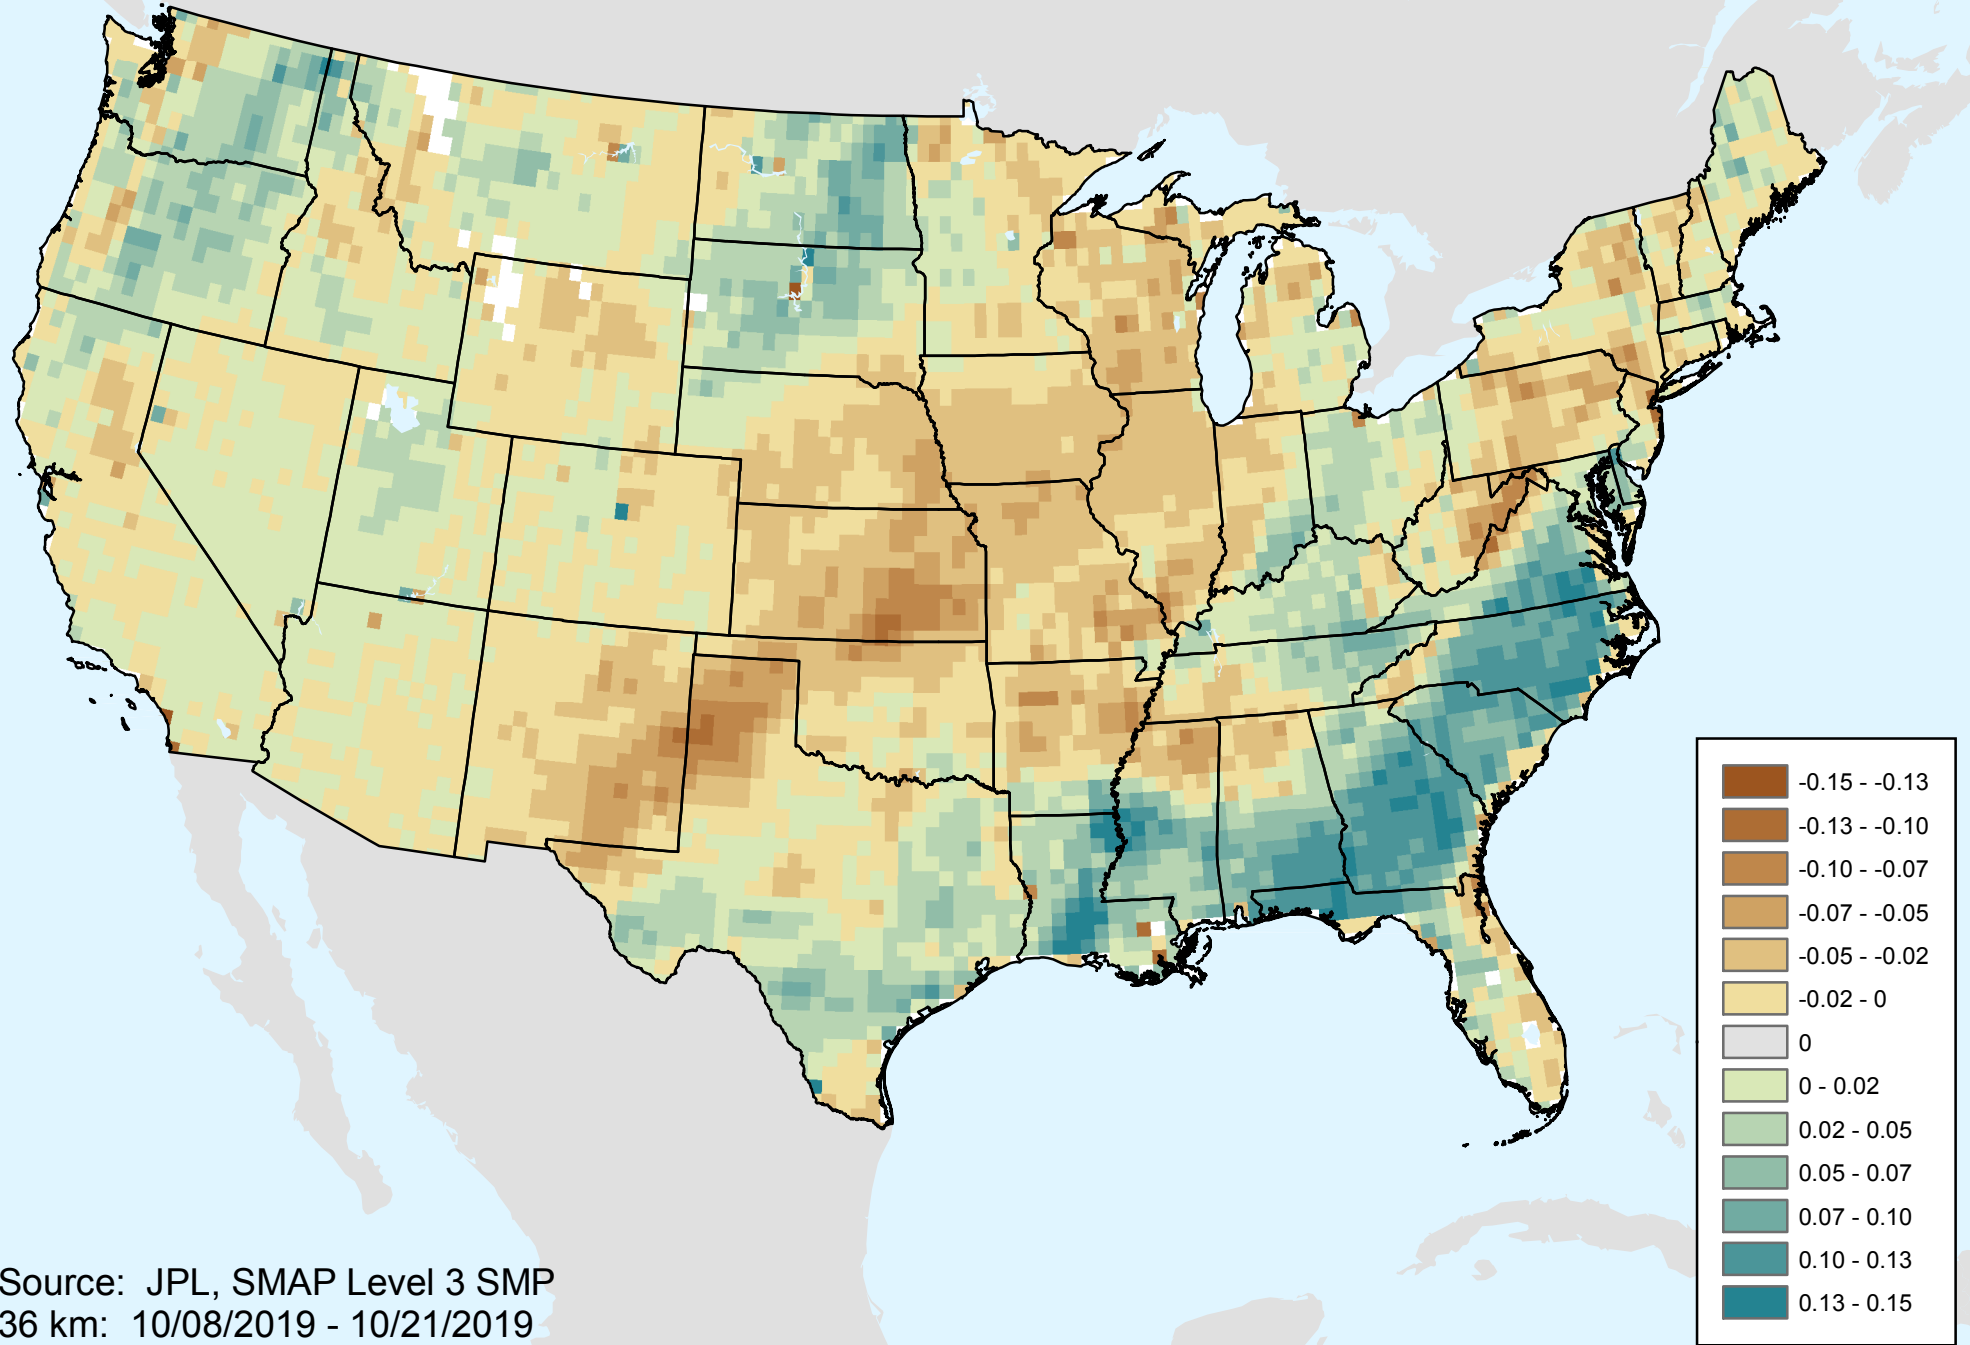 -0.15 - -0.13
-0.13 - -0.10
-0.10 - -0.07
-0.07 - -0.05
-0.05 - -0.02
-0.02 - 0
0
0 - 0.02
0.02 - 0.05
0.05 - 0.07
0.07 - 0.10
0.10 - 0.13
0.13 - 0.15
Source: JPL, SMAP Level 3 SMP
36 km: 10/08/2019 - 10/21/2019